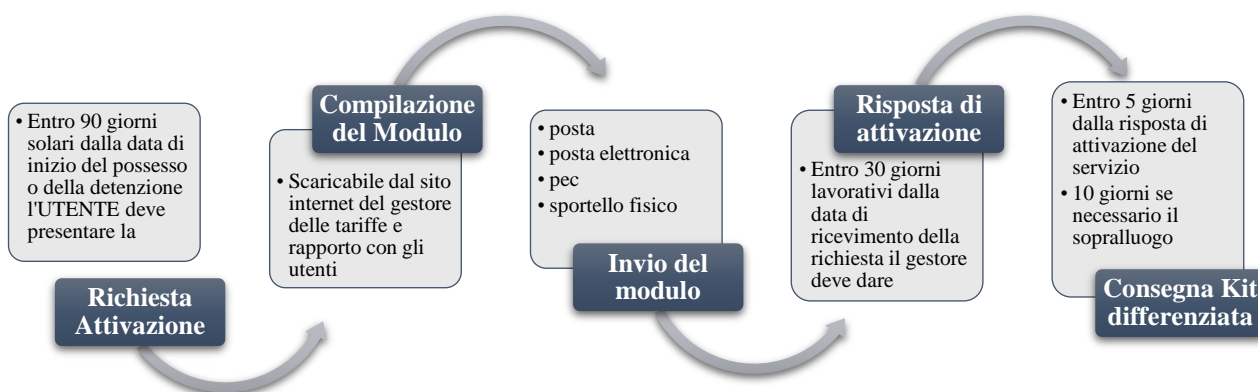 • Entro 90 giorni
solari dalla data di
inizio del possesso
o della detenzione
l'UTENTE deve
presentare la
Richiesta
Attivazione
Compilazione
del Modulo
• Scaricabile dal sito
internet del gestore
delle tariffe e
rapporto con gli
utenti
• posta
• posta elettronica
• pec
• sportello fisico
Invio del
modulo
Risposta di
attivazione
• Entro 30 giorni
lavorativi dalla
data di
ricevimento della
richiesta il gestore
deve dare
• Entro 5 giorni
dalla risposta di
attivazione del
servizio
• 10 giorni se
necessario il
sopralluogo
Consegna Kit
differenziata